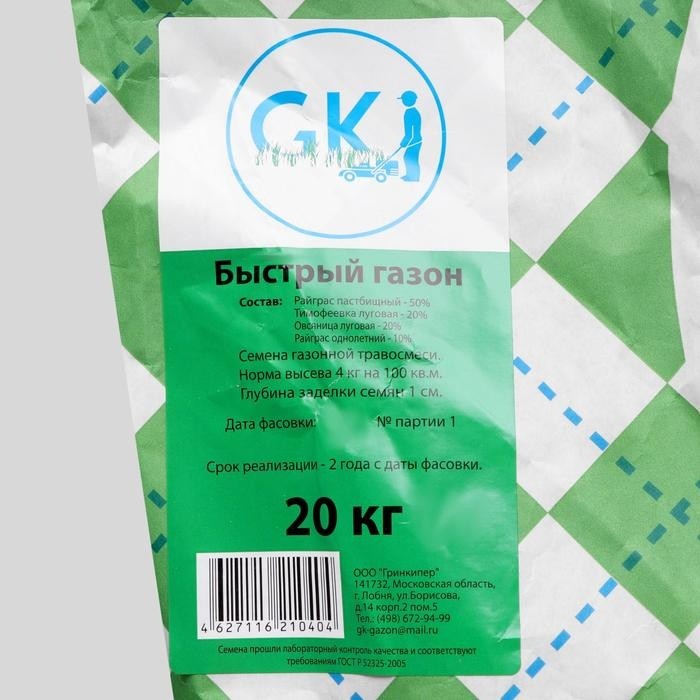 GK
Быстрый газон
Состав: Райграс пастбищный - 50%
Тимофеевка луговая - 20%
Овсяница луговая - 20%
Райграс однолетний - 10%
Семена газонной травосмеси.
Норма высева 4 кг на 100 кв.м.
Глубина заделки семян 1 см.
Дата фасовки: № партии 1
Срок реализации - 2 года с даты фасовки.
20 кг
ООО "Гринкипер"
141732, Московская область,
г. Лобня, ул.Борисова,
д.14 корп.2 пом.5
Тел.: (498) 672-94-99
gk-gazon@mail.ru
4 627116 210404
Семена прошли лабораторный контроль качества и соответствуют
требованиям ГОСТ Р 52325-2005